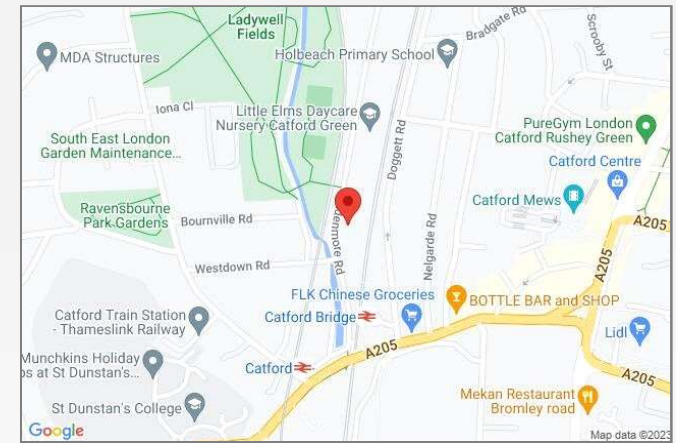 Ladywell
Fields
Bradgate Rd
Scrooby St
MDA Structures
Holbeach Primary School
Iona Cl
Little Elms Daycare
Nursery Catford Green
PureGym London
Catford Rushey Green
South East London
Garden Maintenance...
Doggett Rd
Catford Centre
Catford Mews
Ravensbourne
Park Gardens
Bournville Rd
A205
Nelgarde Rd
Westdown Rd
A205
FLK Chinese Groceries
BOTTLE BAR and SHOP
Catford Train Station
- Thameslink Railway
Catford Bridge
Lidl
A205
Munchkins Holiday
ps at St Dunstan's...
Catford
A205
Mekan Restaurant
Bromley road
St Dunstan's College
Google
Map data ©2023